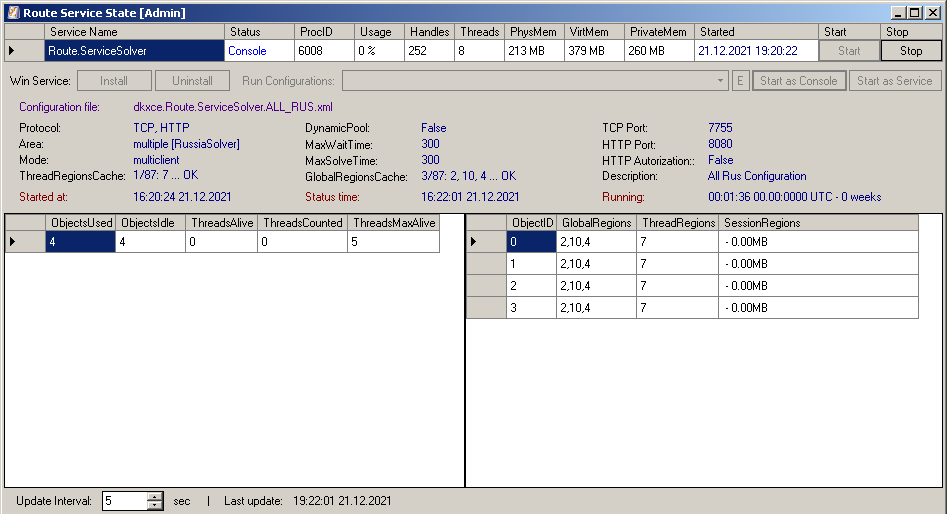 Route Service State [Admin]
Service Name Status ProcID Usage Handles Threads PhysMem VirtMem PrivateMem Started Start Stop
Route.ServiceSolver Console 6008 0 % 252 8 213 MB 379 MB 260 MB 21.12.2021 19:20:22 Start Stop
Win Service: Install Uninstall Run Configurations: E Start as Console Start as Service
Configuration file: dkxce.Route.ServiceSolver.ALL_RUS.xml
Protocol: TCP, HTTP DynamicPool: False TCP Port: 7755
Area: multiple [RussiaSolver] MaxWaitTime: 300 HTTP Port: 8080
Mode: multiclient MaxSolveTime: 300 HTTP Autorization:: False
ThreadRegionsCache: 1/87: 7 ... OK GlobalRegionsCache: 3/87: 2, 10, 4 ... OK Description: All Rus Configuration
Started at: 16:20:24 21.12.2021 Status time: 16:22:01 21.12.2021 Running: 00:01:36 00.00:0000 UTC - 0 weeks
ObjectsUsed ObjectsIdle ThreadsAlive ThreadsCounted ThreadsMaxAlive
4 4 0 0 5
ObjectID GlobalRegions ThreadRegions SessionRegions
0 2,10,4 7 - 0.00MB
1 2,10,4 7 - 0.00MB
2 2,10,4 7 - 0.00MB
3 2,10,4 7 - 0.00MB
Update Interval: 5 sec | Last update: 19:22:01 21.12.2021